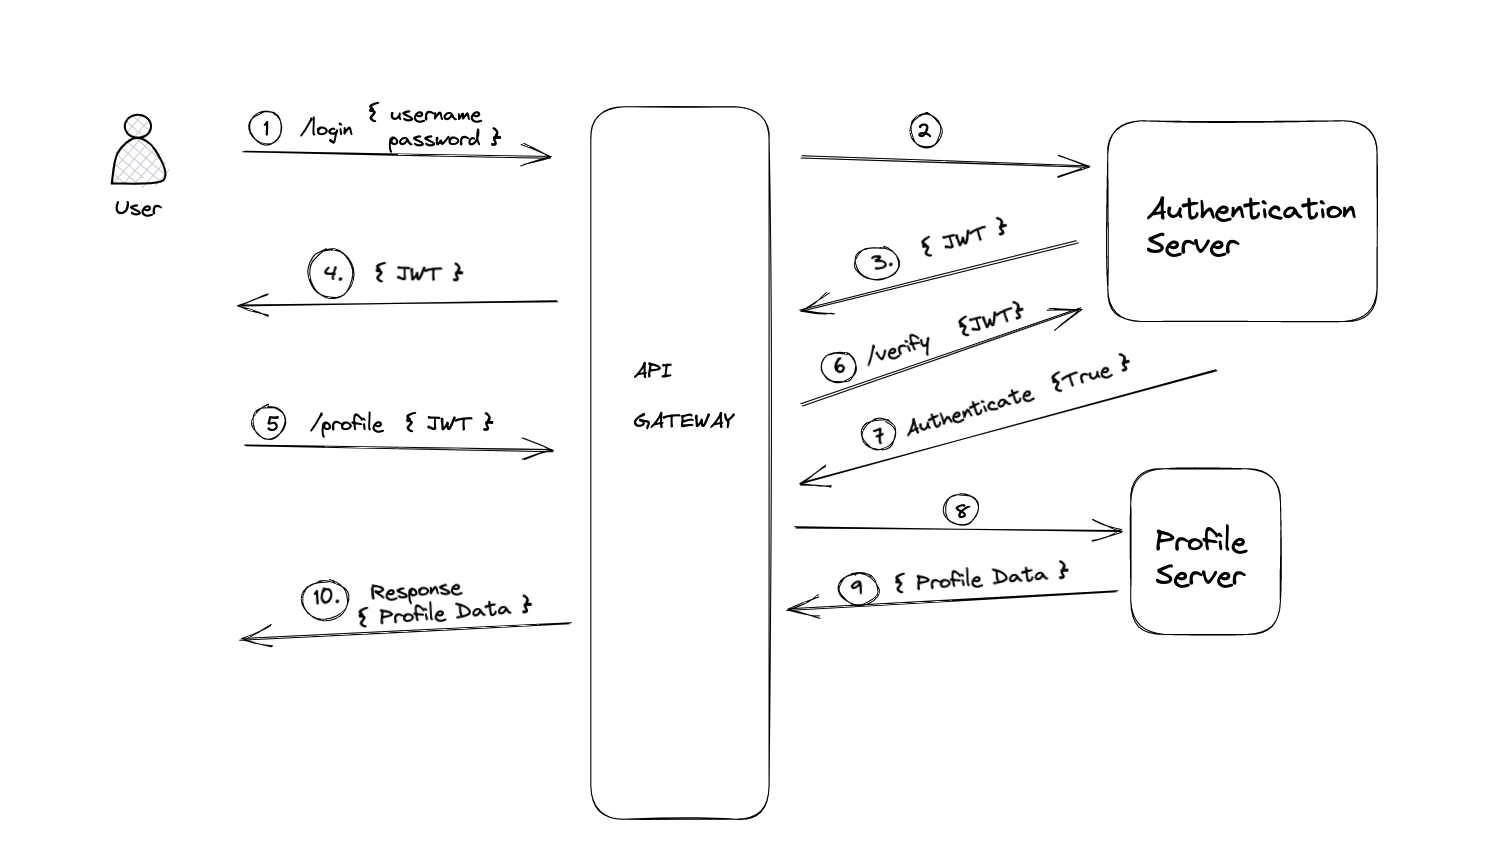 1 /login { username
password }
User
2
Authentication
Server
3. { JWT }
4. { JWT }
6 /verify {JWT}
7 Authenticate {True }
API
GATEWAY
5 /profile { JWT }
8
Profile
Server
9 { Profile Data }
10. Response
{ Profile Data }